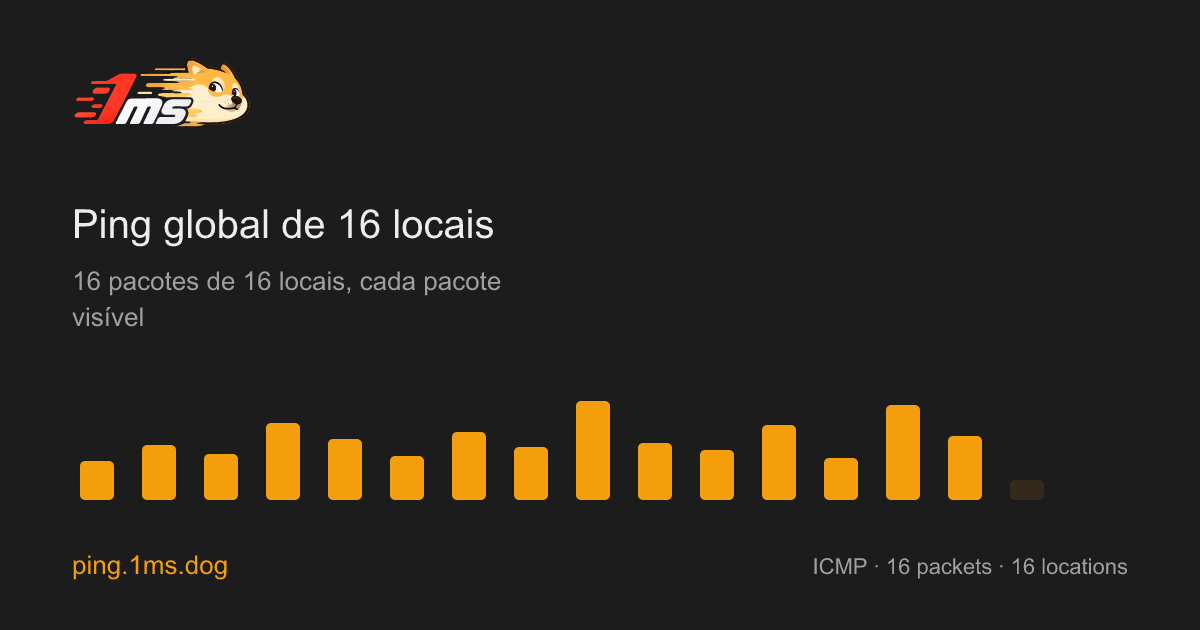 1ms
Ping global de 16 locais
16 pacotes de 16 locais, cada pacote
visível
ping.1ms.dog
ICMP · 16 packets · 16 locations